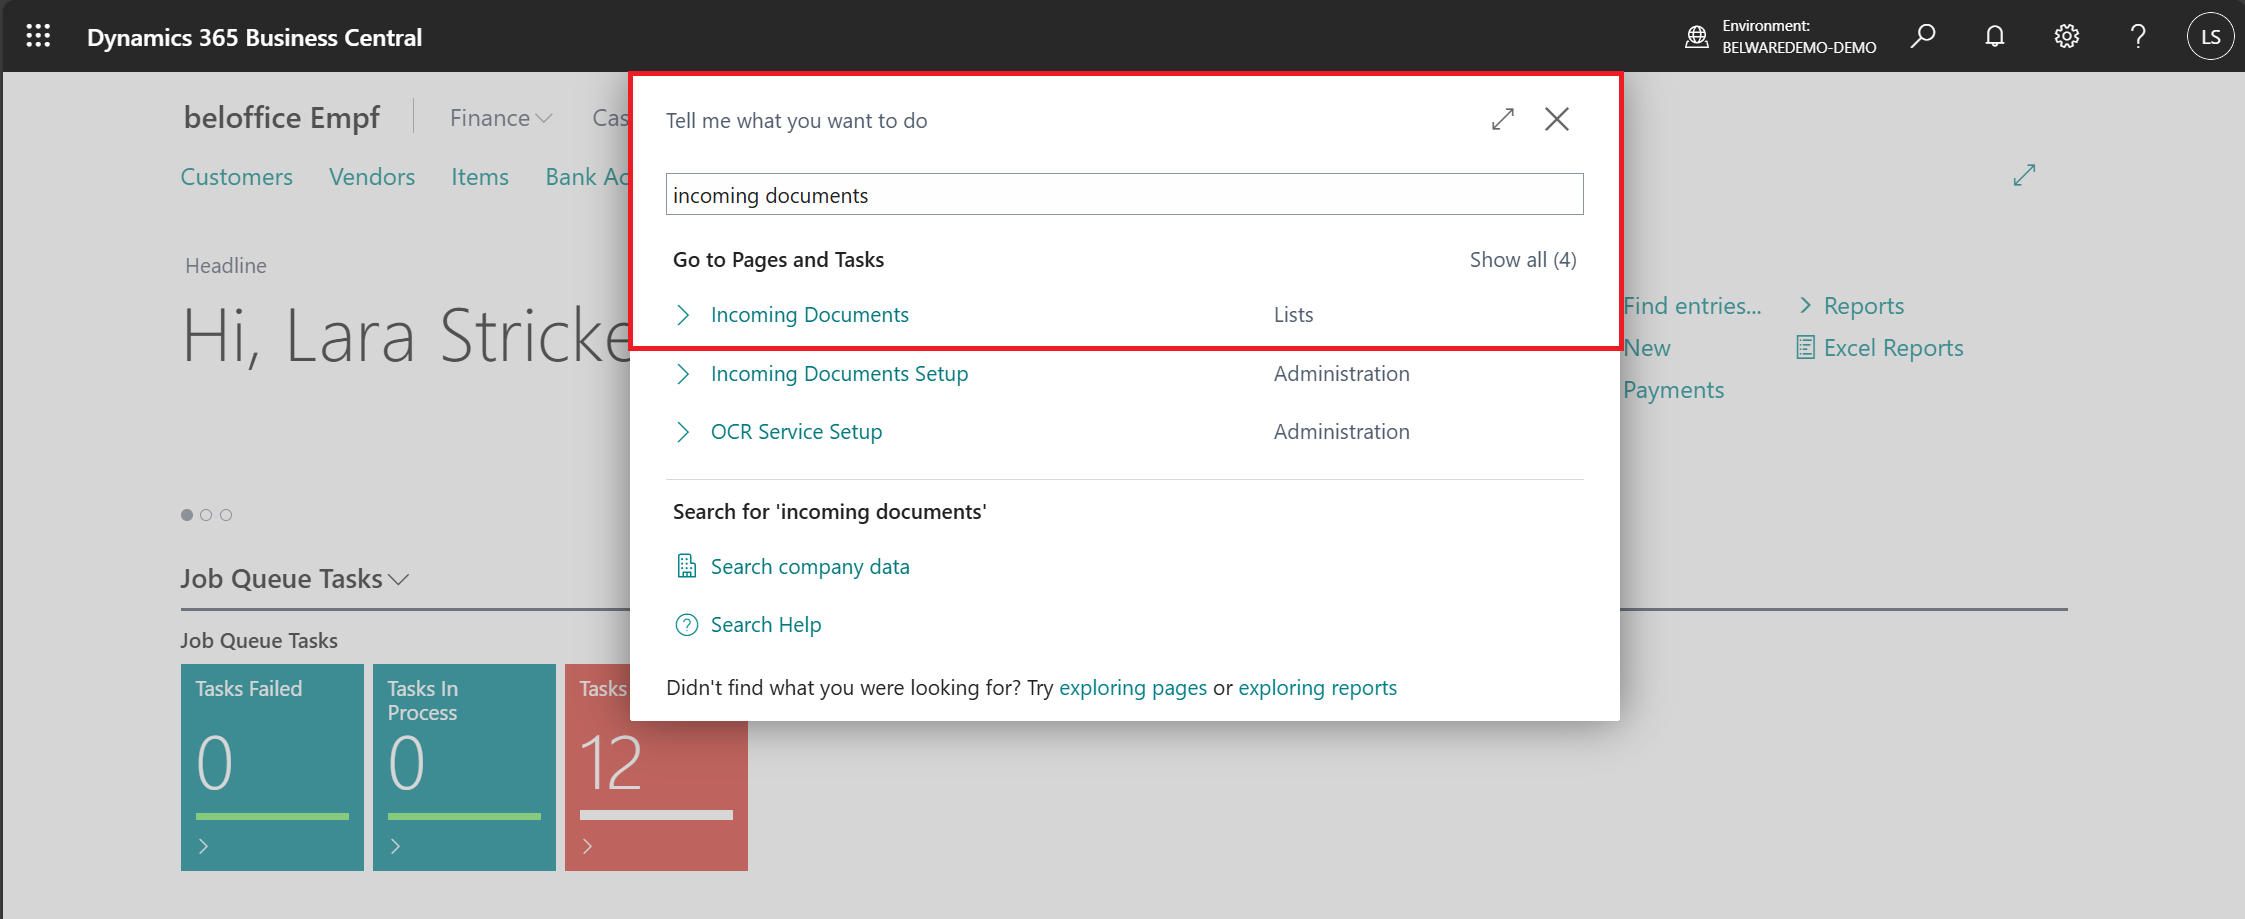 Dynamics 365 Business Central
Environment:
BELWAREDEMO-DEMO
LS
beloffice Empf
Finance
Cas
Customers
Vendors
Items
Bank Ac
Headline
Hi, Lara Stricke
Find entries...
New
Payments
Reports
Excel Reports
Tell me what you want to do
incoming documents
Go to Pages and Tasks
Show all (4)
Incoming Documents
Lists
Incoming Documents Setup
Administration
OCR Service Setup
Administration
Search for 'incoming documents'
Search company data
Search Help
Didn't find what you were looking for? Try exploring pages or exploring reports
Job Queue Tasks
Job Queue Tasks
Tasks Failed
0
Tasks In
Process
0
Tasks
12